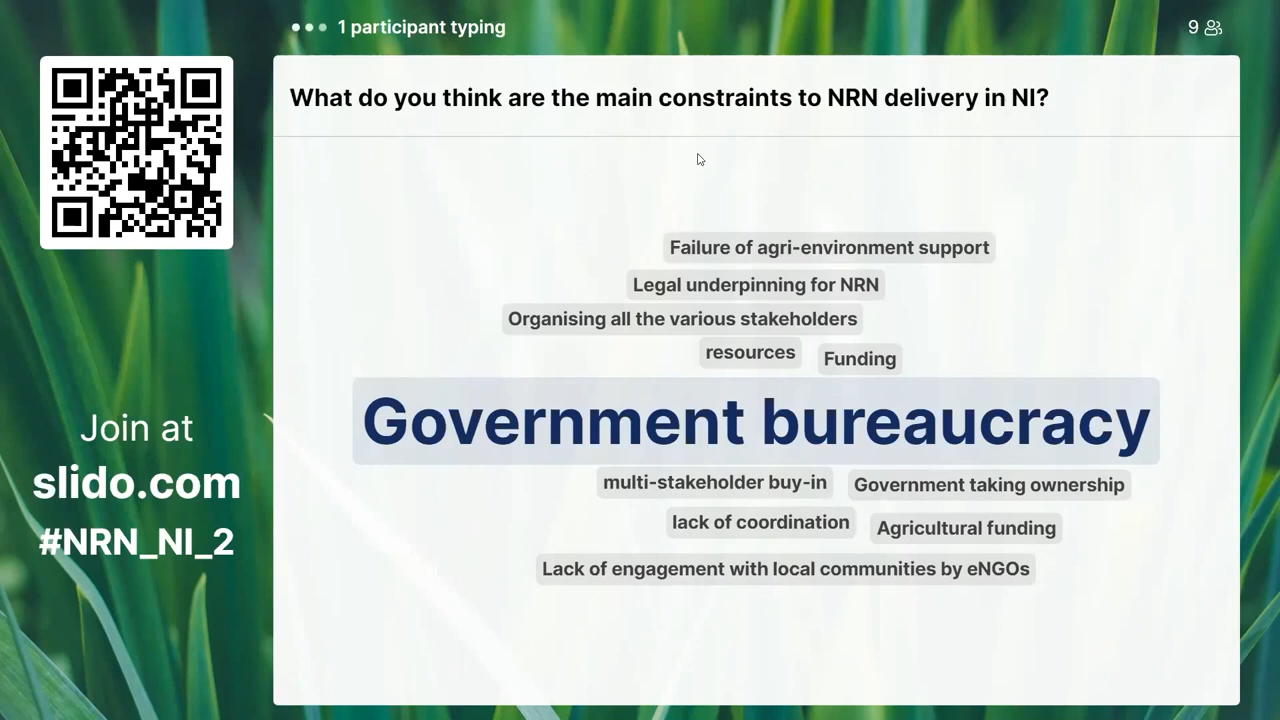 1 participant typing
9
What do you think are the main constraints to NRN delivery in NI?
Failure of agri-environment support
Legal underpinning for NRN
Organising all the various stakeholders
resources
Funding
Government bureaucracy
multi-stakeholder buy-in
Government taking ownership
lack of coordination
Agricultural funding
Lack of engagement with local communities by eNGOs
Join at
slido.com
#NRN_NI_2